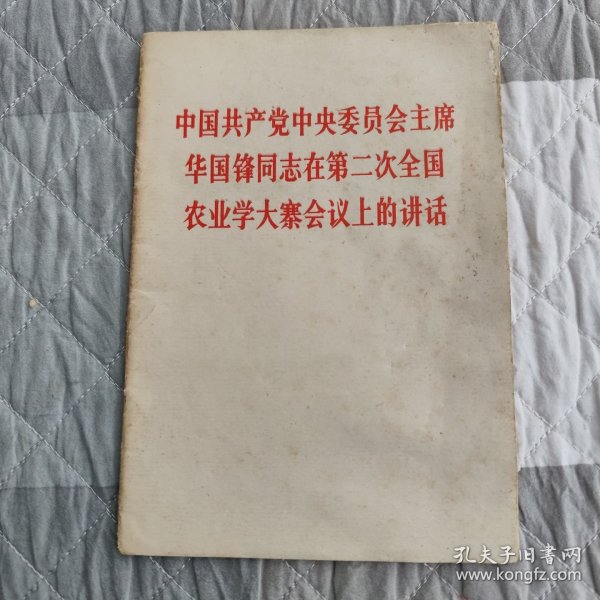 中国共产党中央委员会主席
华国锋同志在第二次全国
农业学大寨会议上的讲话
孔夫子旧書网
www.kongfz.com